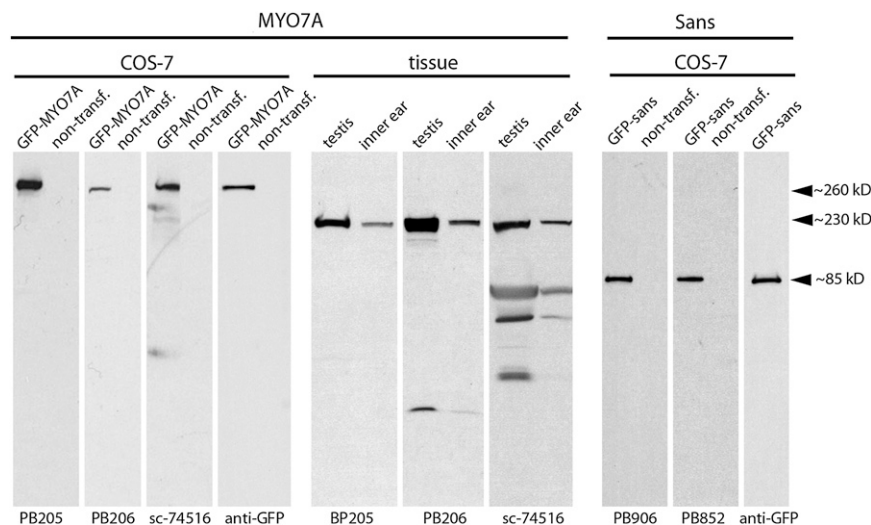 MYO7A Sans
COS-7 tissue COS-7
GFP-MYO7A non-transf. GFP-MYO7A non-transf. GFP-MYO7A non-transf. GFP-MYO7A non-transf. testis inner ear testis inner ear testis inner ear GFP-sans non-transf. GFP-sans non-transf. GFP-sans
~260 kD
~230 kD
~85 kD
PB205 PB206 sc-74516 anti-GFP BP205 PB206 sc-74516 PB906 PB852 anti-GFP